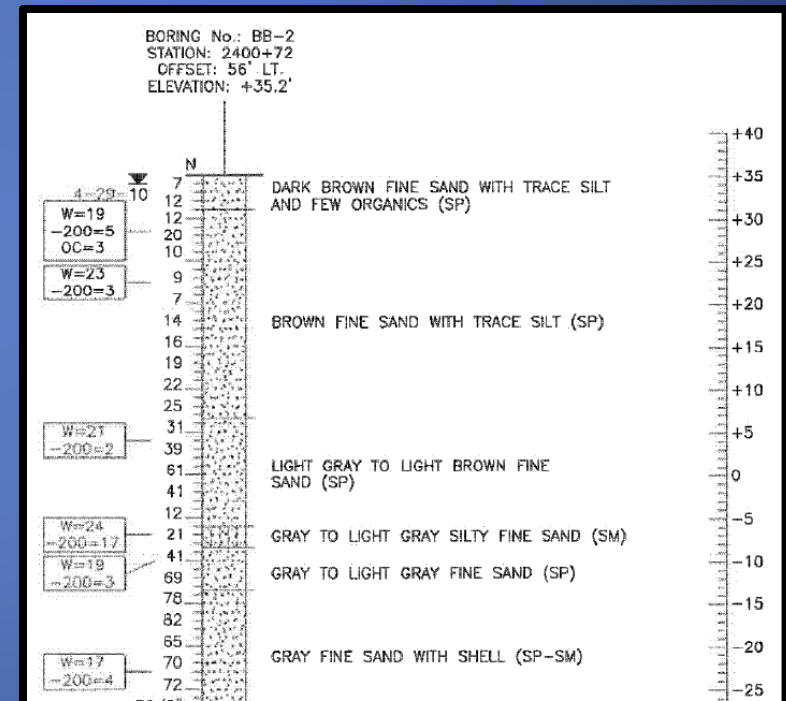 BORING No.: BB-2
STATION: 2400+72
OFFSET: 56' LT.
ELEVATION: +35.2'
+40
N
7
+35
DARK BROWN FINE SAND WITH TRACE SILT
AND FEW ORGANICS (SP)
4-29-10
12
W=19
-200=5
OC=3
12
+30
20
10
+25
W=23
-200=3
9
7
+20
14
BROWN FINE SAND WITH TRACE SILT (SP)
16
+15
19
22
+10
25
31
+5
W=21
-200=2
39
61
0
LIGHT GRAY TO LIGHT BROWN FINE
SAND (SP)
41
12
-5
W=24
-200=17
21
GRAY TO LIGHT GRAY SILTY FINE SAND (SM)
41
-10
W=19
-200=3
69
GRAY TO LIGHT GRAY FINE SAND (SP)
78
-15
82
65
-20
70
GRAY FINE SAND WITH SHELL (SP-SM)
W=17
-200=4
72
-25